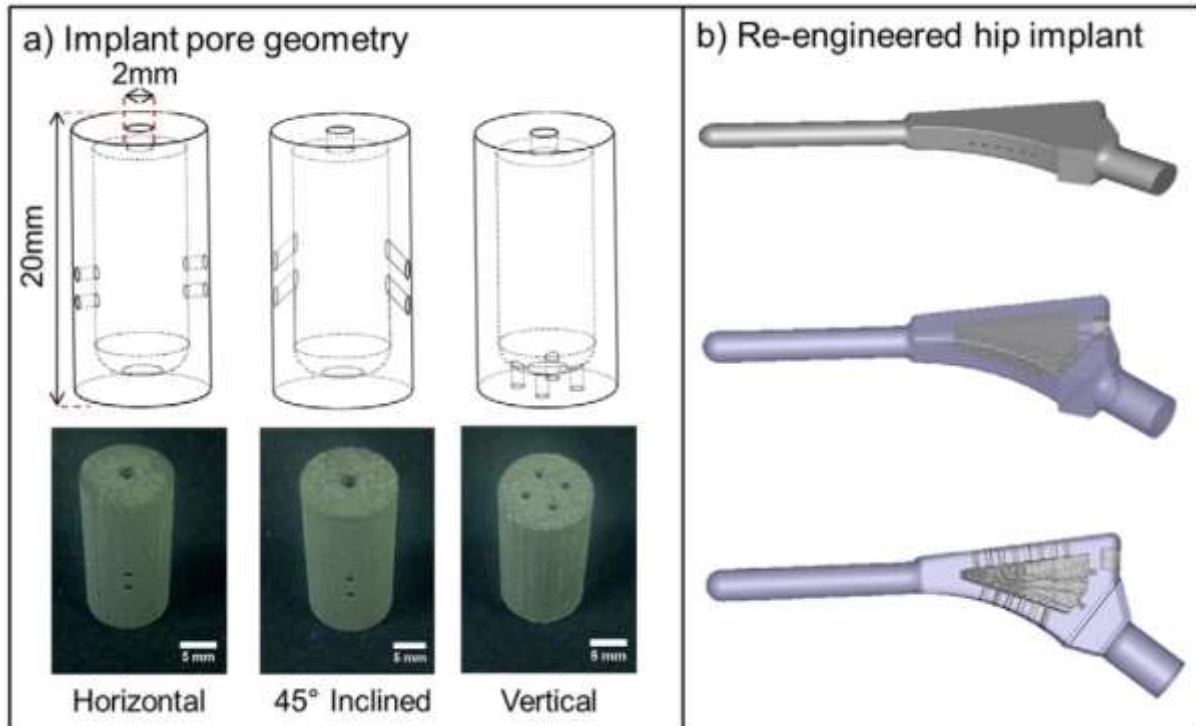 a) Implant pore geometry
2mm
20mm
5 mm
5 mm
5 mm
Horizontal
45° Inclined
Vertical
b) Re-engineered hip implant